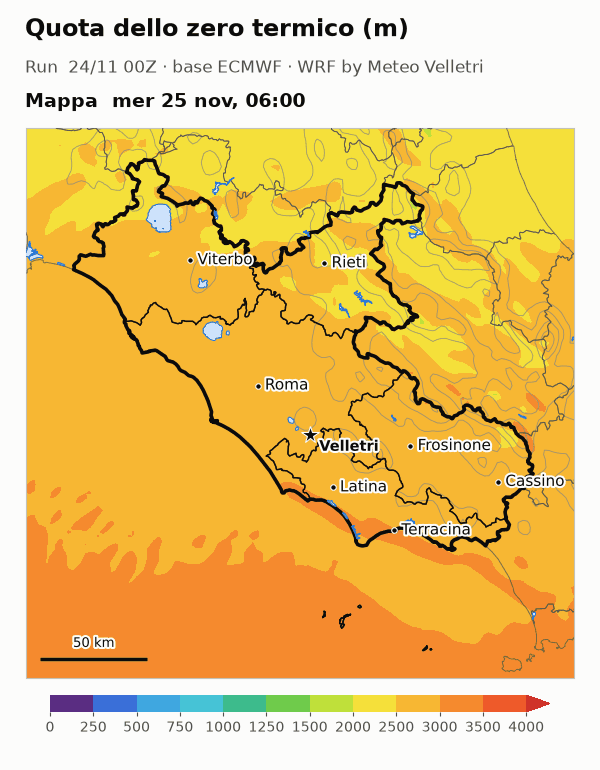 Quota dello zero termico (m)
Run  24/11 00Z · base ECMWF · WRF by Meteo Velletri
Mappa  mer 25 nov, 06:00
Viterbo
Rieti
Roma
Velletri
Frosinone
Cassino
Latina
Terracina
50 km
0 250 500 750 1000 1250 1500 2000 2500 3000 3500 4000